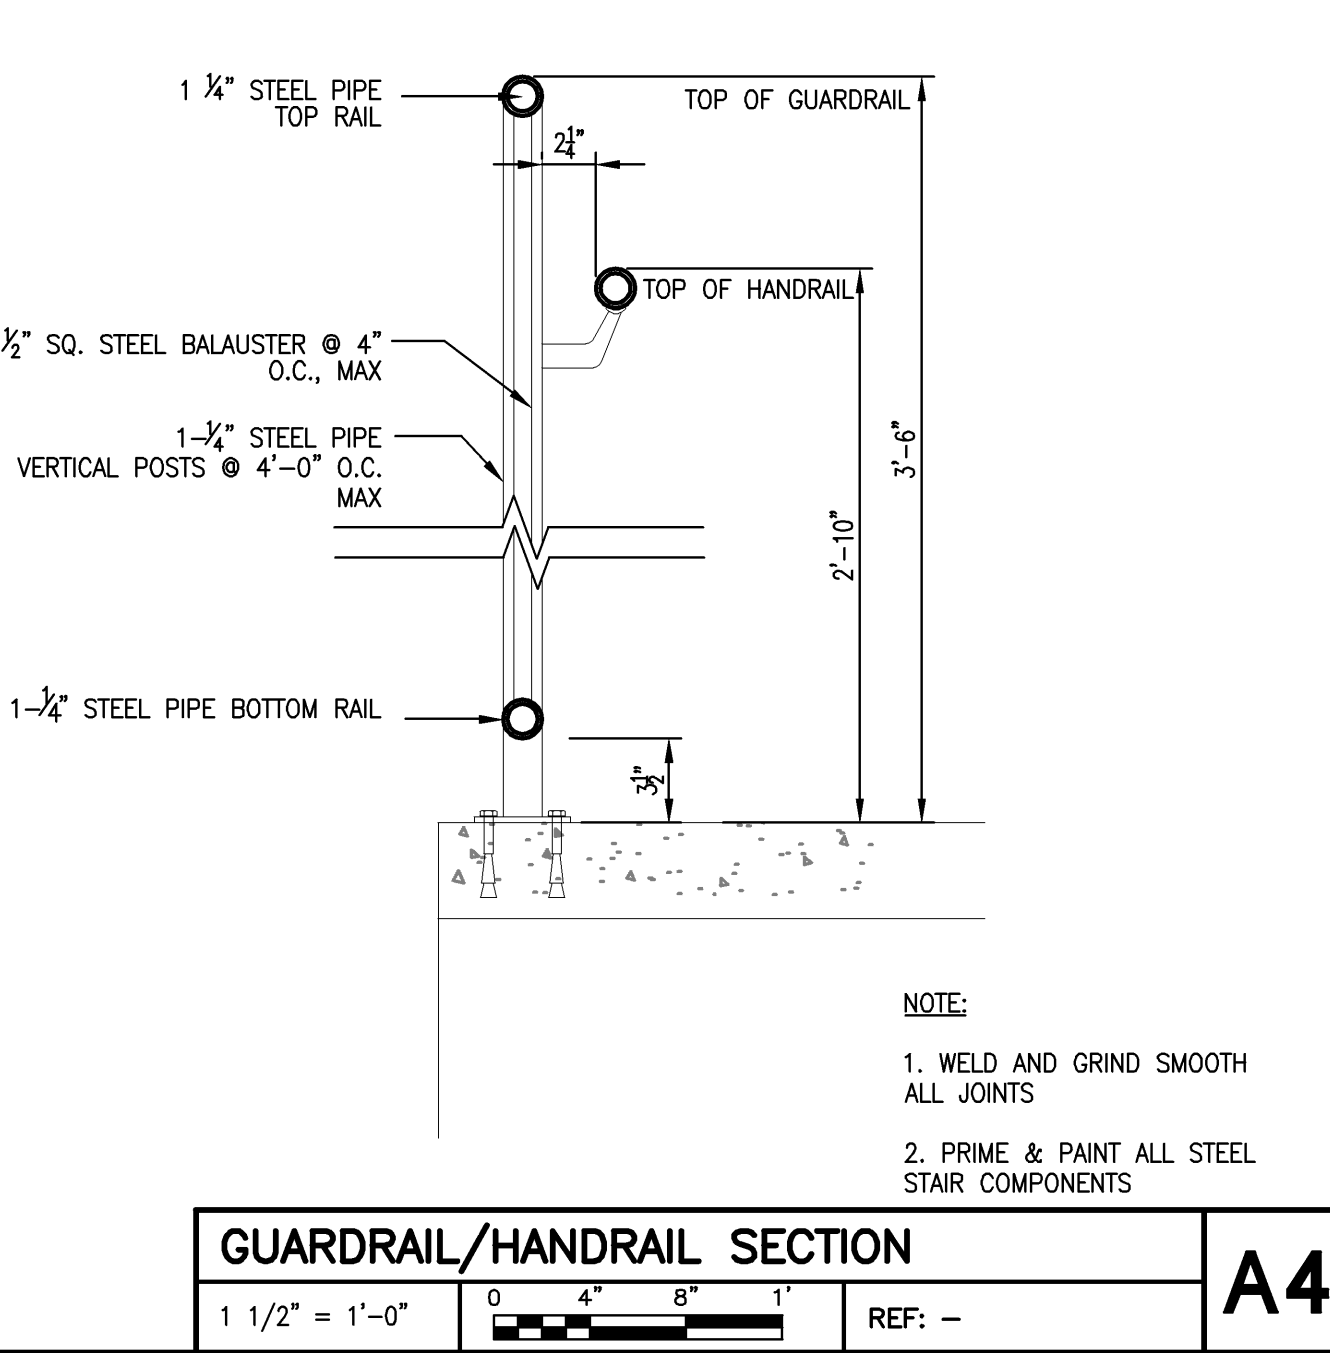 1 ¼" STEEL PIPE
TOP RAIL
TOP OF GUARDRAIL
2¼"
TOP OF HANDRAIL
½" SQ. STEEL BALAUSTER @ 4"
O.C., MAX
1-¼" STEEL PIPE
VERTICAL POSTS @ 4'-0" O.C.
MAX
3'-6"
2'-10"
1-¼" STEEL PIPE BOTTOM RAIL
3½"
NOTE:
1. WELD AND GRIND SMOOTH
ALL JOINTS
2. PRIME & PAINT ALL STEEL
STAIR COMPONENTS
GUARDRAIL/HANDRAIL SECTION
A4
1 1/2" = 1'-0"
0 4" 8" 1'
REF: -